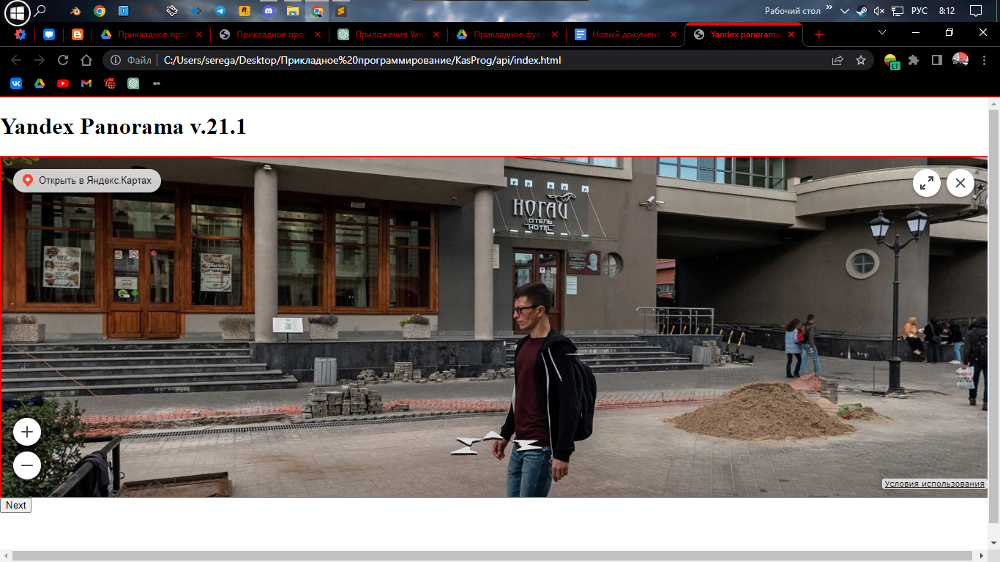 Рабочий стол
РУС
8:12
Прикладное про
Прикладное про
Приложение Yan
Прикладное фула
Новый документ
Yandex panorama
Файл
C:/Users/serega/Desktop/Прикладное%20программирование/KasProg/api/index.html
LT
Yandex Panorama v.21.1
Открыть в Яндекс.Картах
НОГАЙ
ОТЕЛЬ
HOTEL
Условия использования
Next